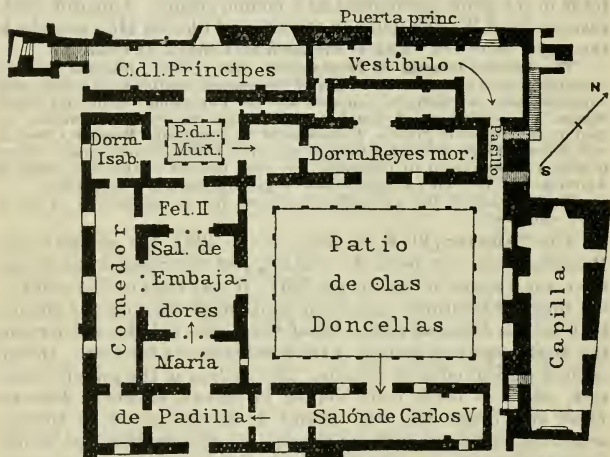 Puerta princ.
C.d.l. Príncipes
Vestíbulo
Pasillo
Dorm.
Isab.
P.d.l.
Muñ.
Dorm. Reyes mor.
N
S
Fel. II
Sal. de
Embaja
dores
Comedor
María
de Padilla
Patio
de Olas
Doncellas
Salón de Carlos V
Capilla